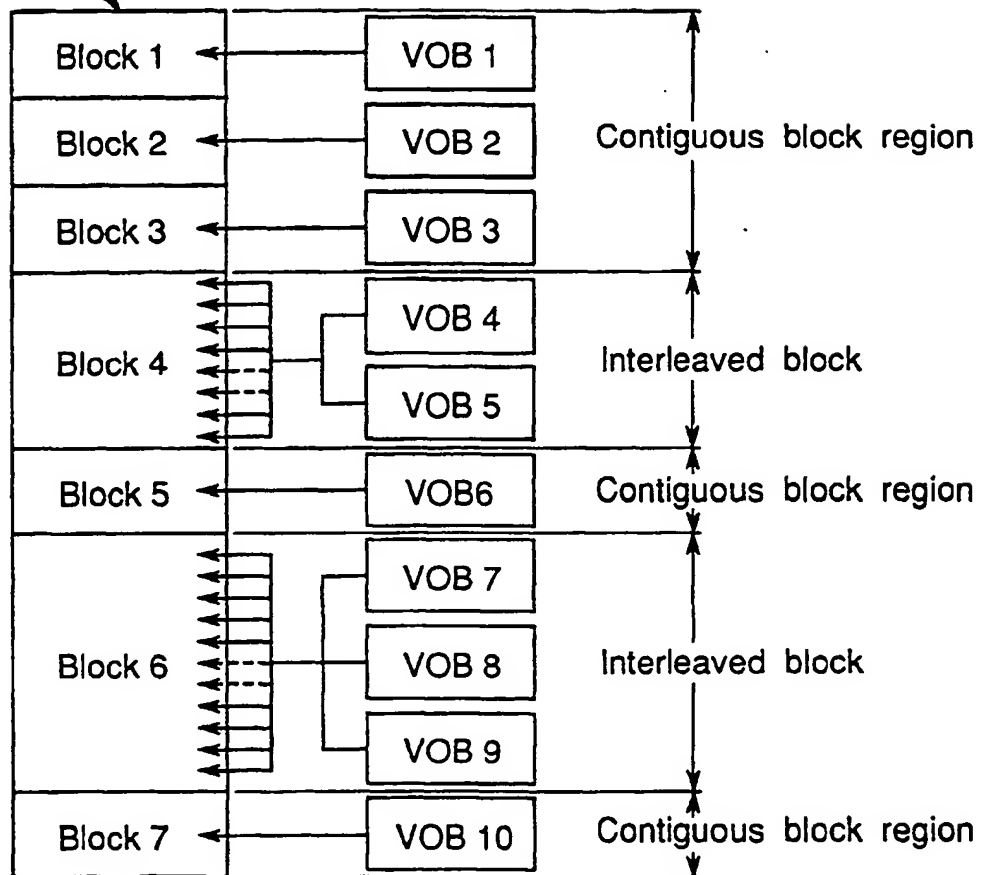 Block 1
VOB 1
Block 2
VOB 2
Contiguous block region
Block 3
VOB 3
VOB 4
Block 4
Interleaved block
VOB 5
Block 5
VOB6
Contiguous block region
VOB 7
Block 6
VOB 8
Interleaved block
VOB 9
Block 7
VOB 10
Contiguous block region